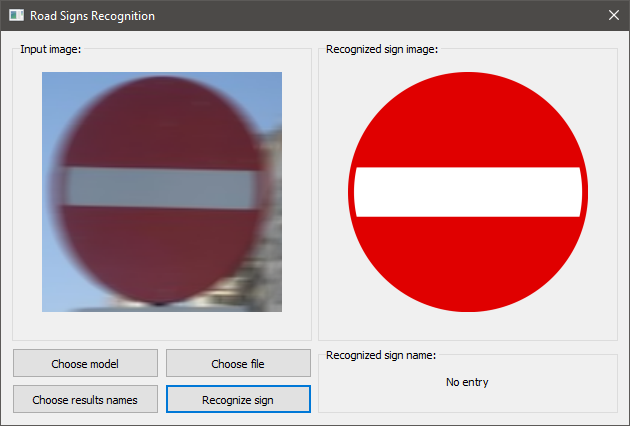 Road Signs Recognition
Input image:
Recognized sign image:
Choose model
Choose file
Recognized sign name:
No entry
Choose results names
Recognize sign